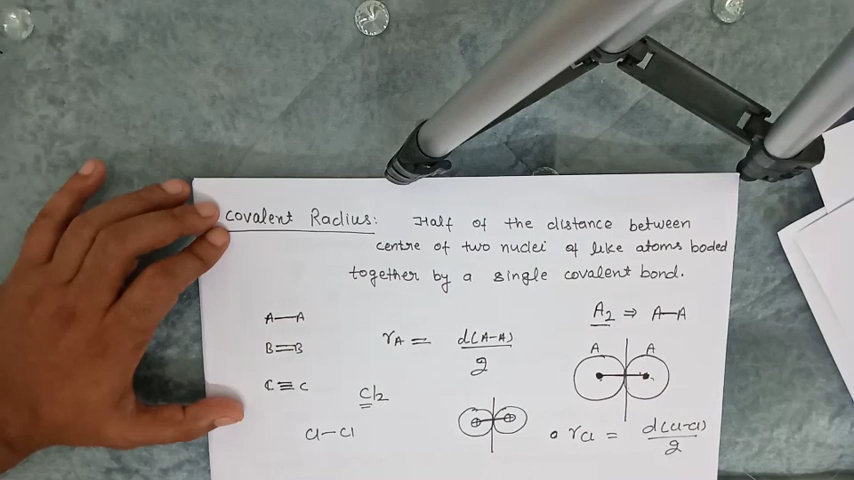 Covalent Radius: Half of the distance between
centre of two nuclei of like atoms boded
together by a single covalent bond.
A2 ⇒ A—A
A—A
B=B
C≡C
rA = d(A-A)/2
A A
Cl2
Cl-Cl
rCl = d(Cl-Cl)/2